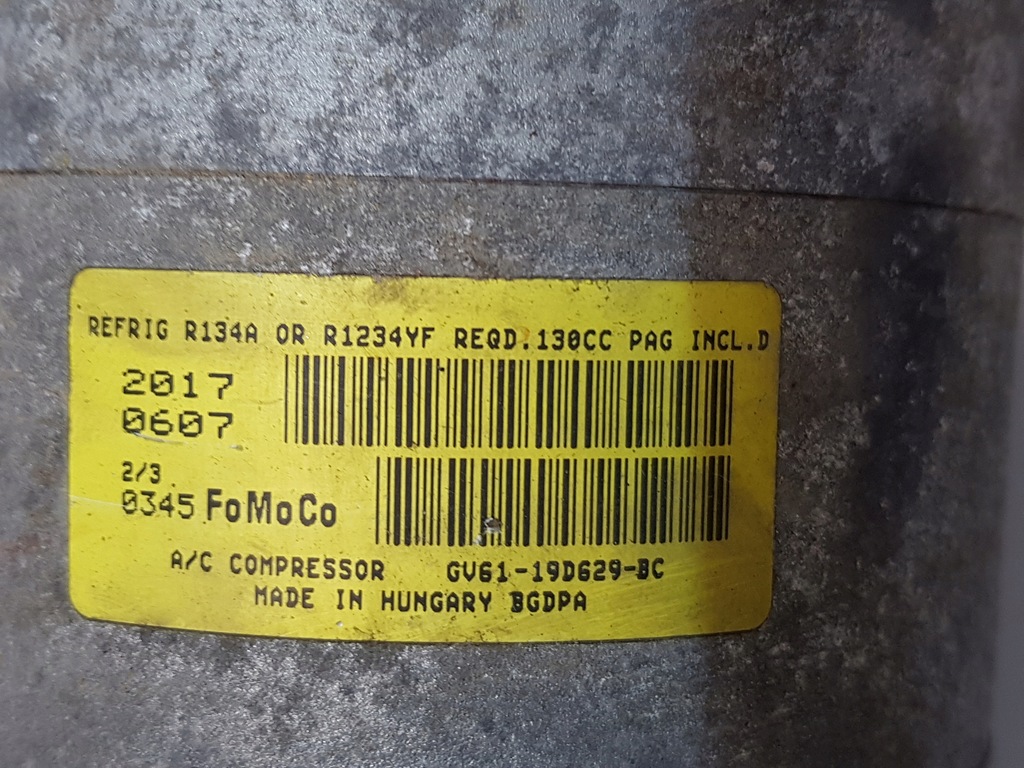 REFRIG R134A OR R1234YF REQD.130CC PAG INCL.D
2017
0607
2/3
0345 FoMoCo
A/C COMPRESSOR GV61-19D629-BC
MADE IN HUNGARY BGDPA